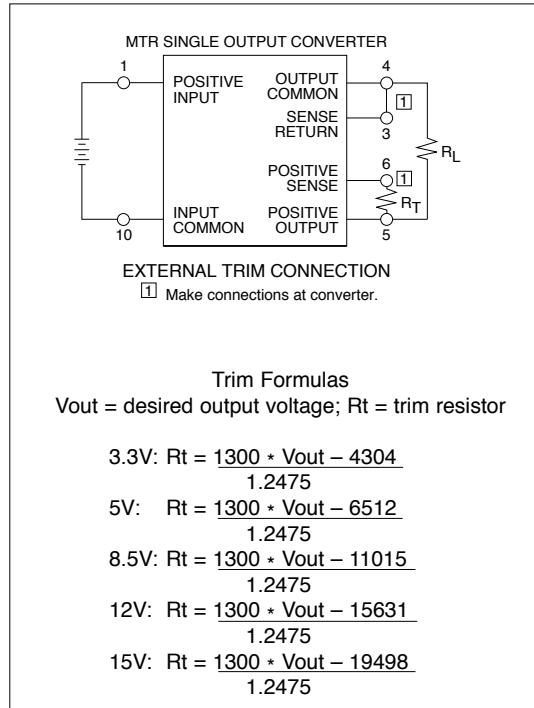 MTR SINGLE OUTPUT CONVERTER
1
4
POSITIVE
INPUT
OUTPUT
COMMON
1
SENSE
RETURN
3
R_L
POSITIVE
SENSE
6
1
R_T
INPUT
COMMON
POSITIVE
OUTPUT
10
5
EXTERNAL TRIM CONNECTION
1 Make connections at converter.
Trim Formulas
Vout = desired output voltage; Rt = trim resistor
3.3V: Rt = 1300 * Vout – 4304
1.2475
5V: Rt = 1300 * Vout – 6512
1.2475
8.5V: Rt = 1300 * Vout – 11015
1.2475
12V: Rt = 1300 * Vout – 15631
1.2475
15V: Rt = 1300 * Vout – 19498
1.2475